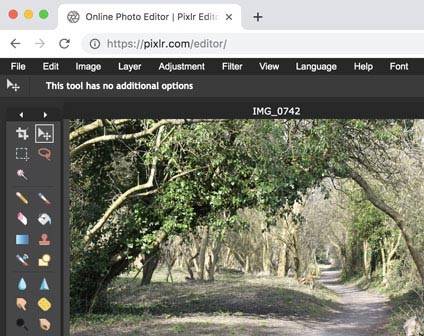 Online Photo Editor | Pixlr Edito
https://pixlr.com/editor/
File Edit Image Layer Adjustment Filter View Language Help Font
This tool has no additional options
IMG_0742